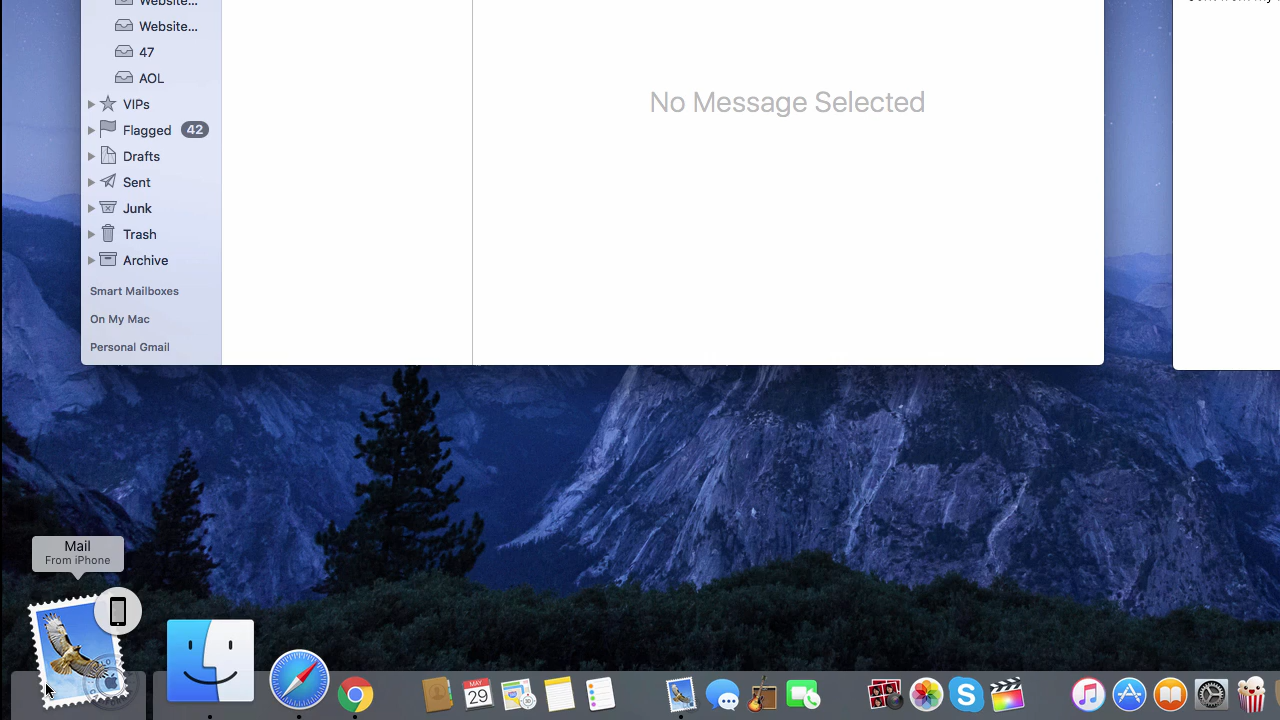 Website...
Website...
47
AOL
VIPs
Flagged 42
Drafts
Sent
Junk
Trash
Archive
Smart Mailboxes
On My Mac
Personal Gmail
No Message Selected
Mail
From iPhone
MAY
29